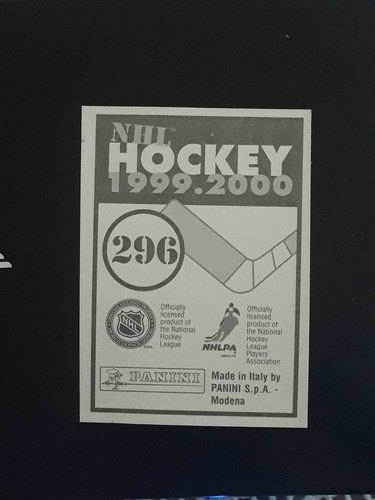 NHL™
HOCKEY
1999.2000
296
Officially
licensed
product of
the National
Hockey
League
NHL
NHLPA
Officially
licensed
product of
the National
Hockey
League
Players'
Association
PANINI
Made in Italy by
PANINI S.p.A. -
Modena